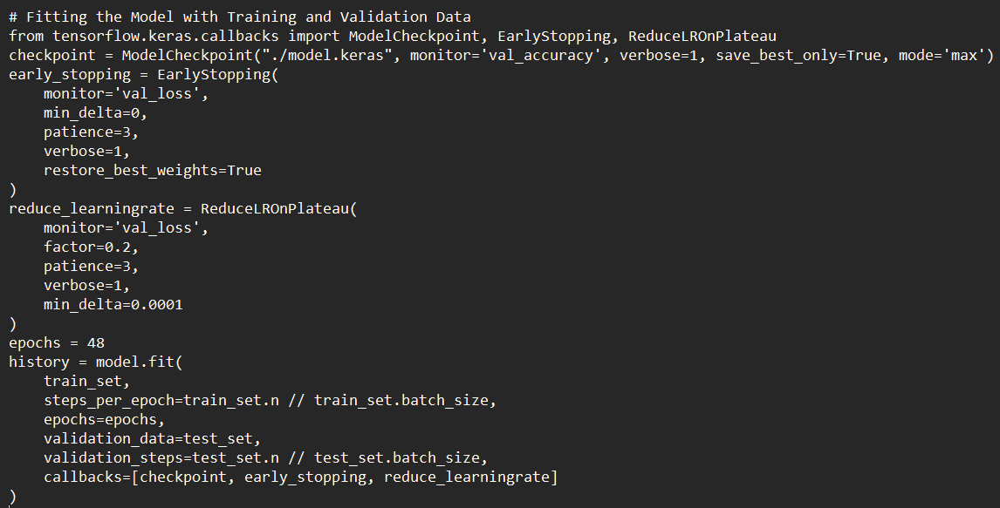 # Fitting the Model with Training and Validation Data
from tensorflow.keras.callbacks import ModelCheckpoint, EarlyStopping, ReduceLROnPlateau
checkpoint = ModelCheckpoint("./model.keras", monitor='val_accuracy', verbose=1, save_best_only=True, mode='max')
early_stopping = EarlyStopping(
    monitor='val_loss',
    min_delta=0,
    patience=3,
    verbose=1,
    restore_best_weights=True
)
reduce_learningrate = ReduceLROnPlateau(
    monitor='val_loss',
    factor=0.2,
    patience=3,
    verbose=1,
    min_delta=0.0001
)
epochs = 48
history = model.fit(
    train_set,
    steps_per_epoch=train_set.n // train_set.batch_size,
    epochs=epochs,
    validation_data=test_set,
    validation_steps=test_set.n // test_set.batch_size,
    callbacks=[checkpoint, early_stopping, reduce_learningrate]
)